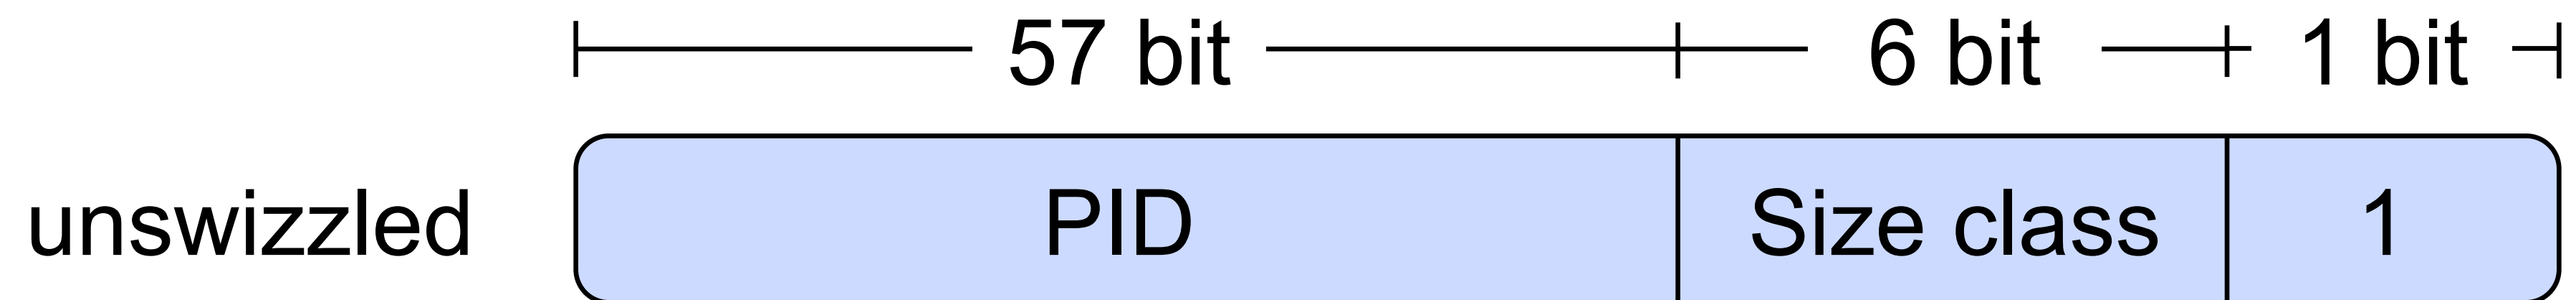 57 bit 6 bit 1 bit
unswizzled PID Size class 1